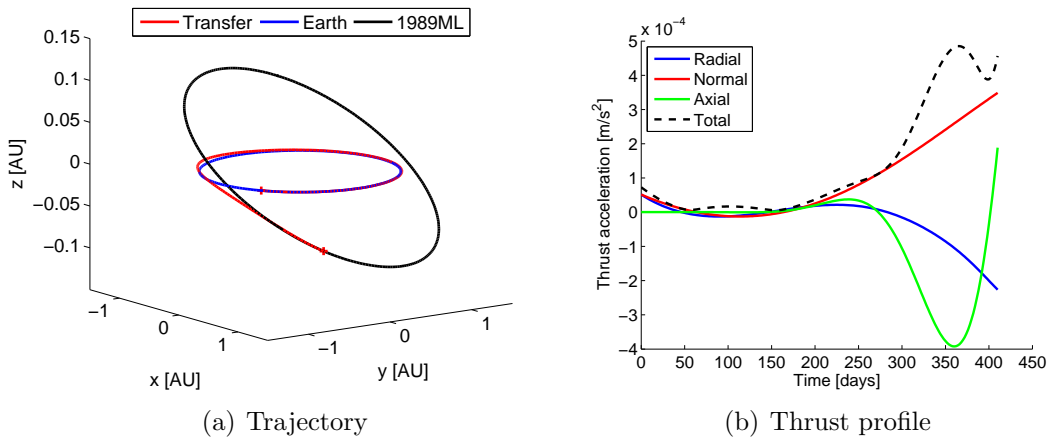 Transfer Earth 1989ML
0.15
0.1
0.05
0
−0.05
−0.1
z [AU]
−1
0
1
x [AU]
−1
0
1
y [AU]
(a) Trajectory
x 10⁻⁴
5
4
3
2
1
0
−1
−2
−3
−4
Thrust acceleration [m/s²]
Radial
Normal
Axial
Total
0 50 100 150 200 250 300 350 400 450
Time [days]
(b) Thrust profile